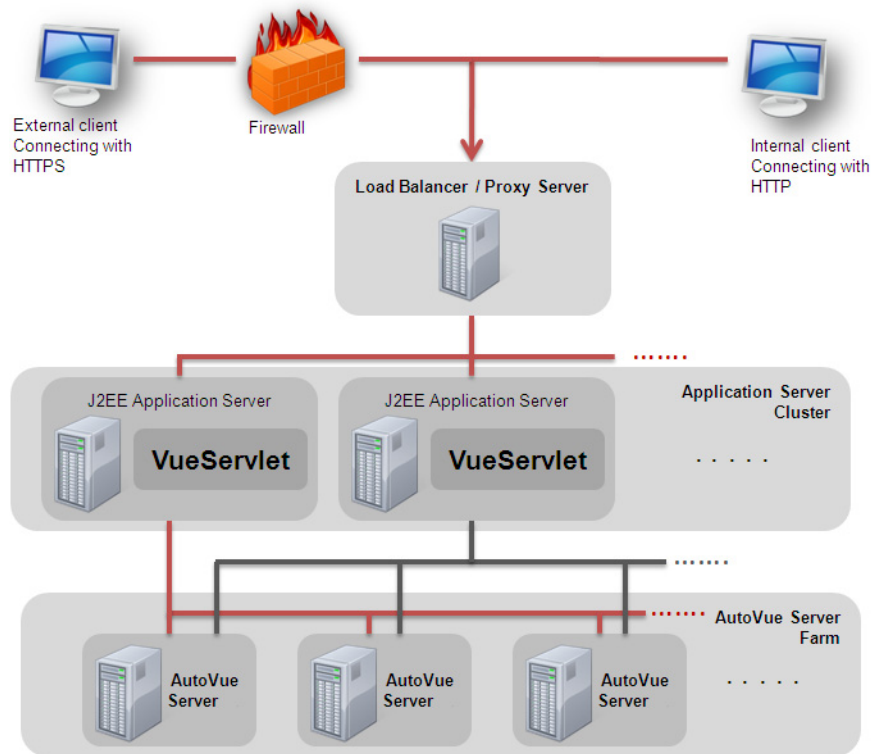 External client
Connecting with
HTTPS
Firewall
Internal client
Connecting with
HTTP
Load Balancer / Proxy Server
.......
J2EE Application Server
VueServlet
J2EE Application Server
VueServlet
Application Server
Cluster
. . . . .
.......
.......
AutoVue Server
Farm
AutoVue
Server
AutoVue
Server
AutoVue
Server
. . . . .